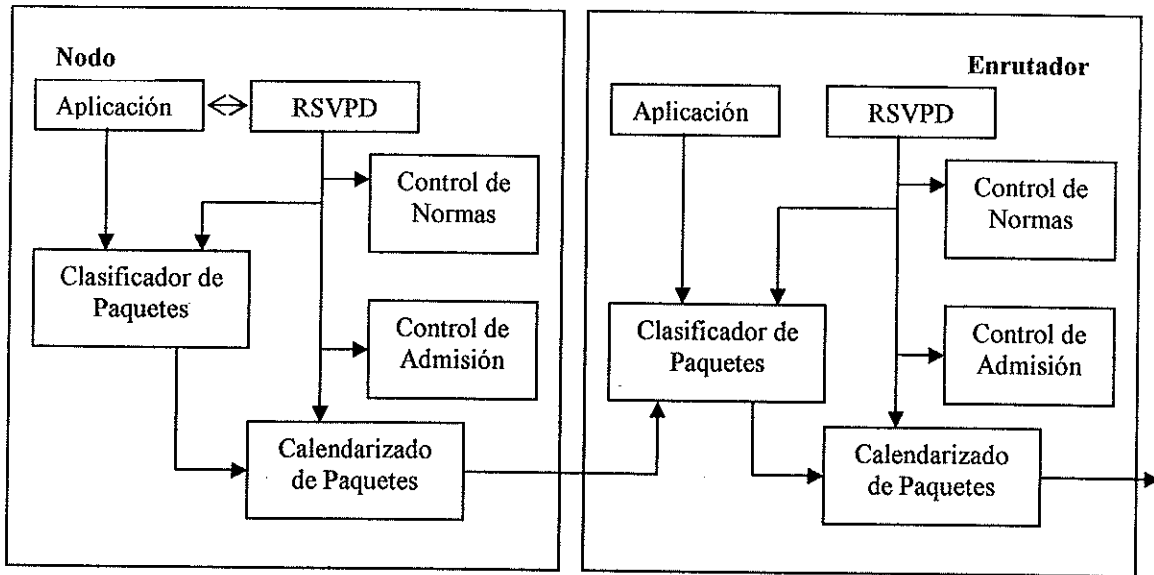 Nodo
Aplicación
RSVPD
Control de
Normas
Clasificador de
Paquetes
Control de
Admisión
Calendarizado
de Paquetes
Enrutador
Aplicación
RSVPD
Control de
Normas
Clasificador de
Paquetes
Control de
Admisión
Calendarizado
de Paquetes